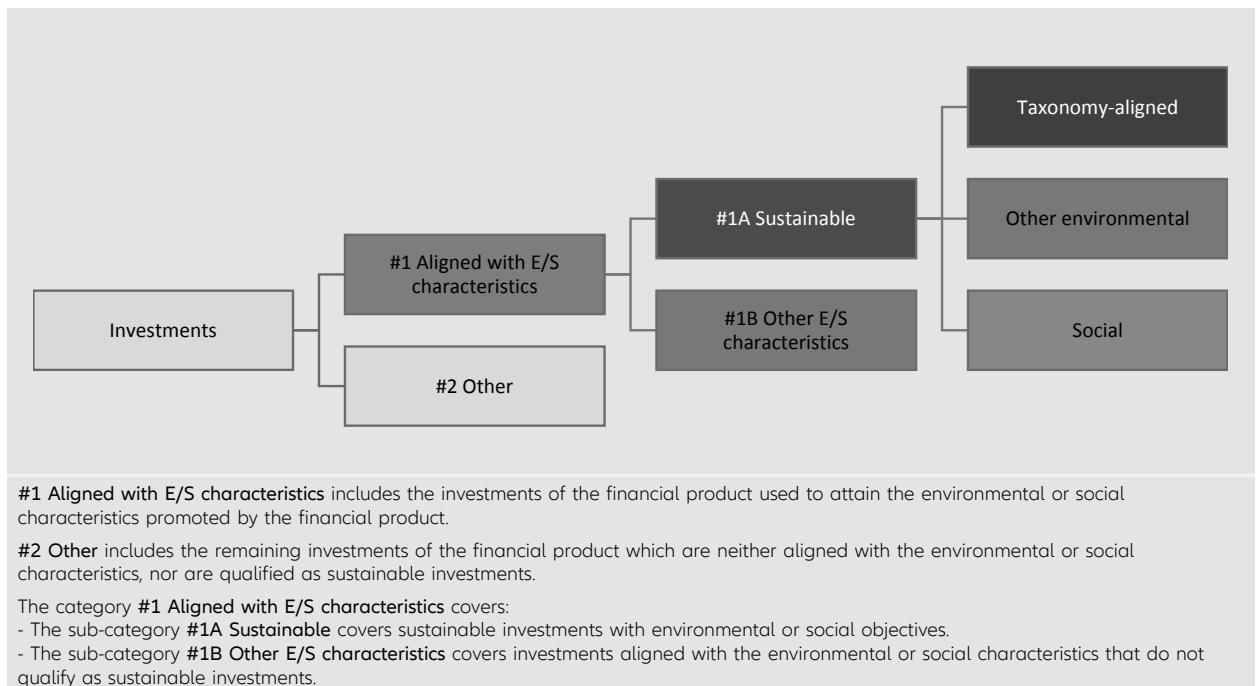 Taxonomy-aligned
#1A Sustainable
Other environmental
#1 Aligned with E/S
characteristics
Investments
#1B Other E/S
characteristics
Social
#2 Other
#1 Aligned with E/S characteristics includes the investments of the financial product used to attain the environmental or social
characteristics promoted by the financial product.
#2 Other includes the remaining investments of the financial product which are neither aligned with the environmental or social
characteristics, nor are qualified as sustainable investments.
The category #1 Aligned with E/S characteristics covers:
- The sub-category #1A Sustainable covers sustainable investments with environmental or social objectives.
- The sub-category #1B Other E/S characteristics covers investments aligned with the environmental or social characteristics that do not
qualify as sustainable investments.